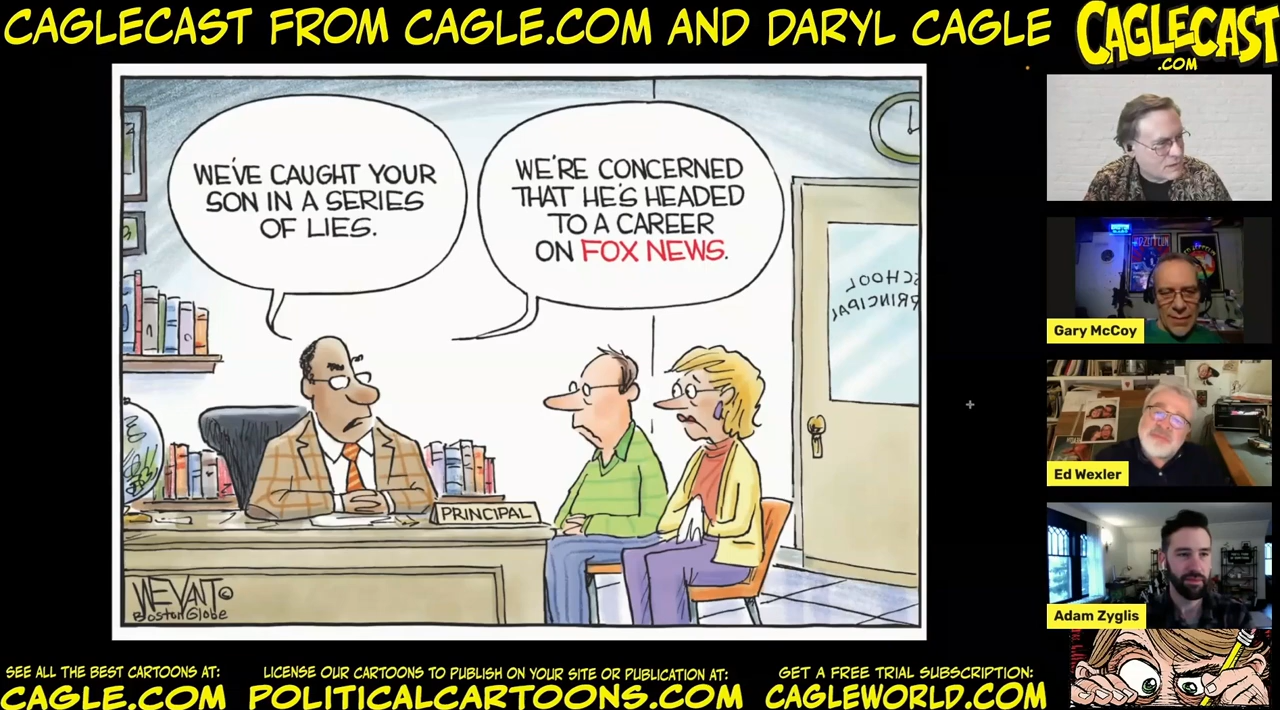 CAGLECAST FROM CAGLE.COM AND DARYL CAGLE
CAGLECAST
.COM
WE'VE CAUGHT YOUR
SON IN A SERIES
OF LIES.
WE'RE CONCERNED
THAT HE'S HEADED
TO A CAREER
ON FOX NEWS.
SCHOOL
PRINCIPAL
PRINCIPAL
WEVANT©
Boston Globe
Gary McCoy
Ed Wexler
Adam Zyglis
SEE ALL THE BEST CARTOONS AT:
CAGLE.COM
LICENSE OUR CARTOONS TO PUBLISH ON YOUR SITE OR PUBLICATION AT:
POLITICALCARTOONS.COM
GET A FREE TRIAL SUBSCRIPTION:
CAGLEWORLD.COM